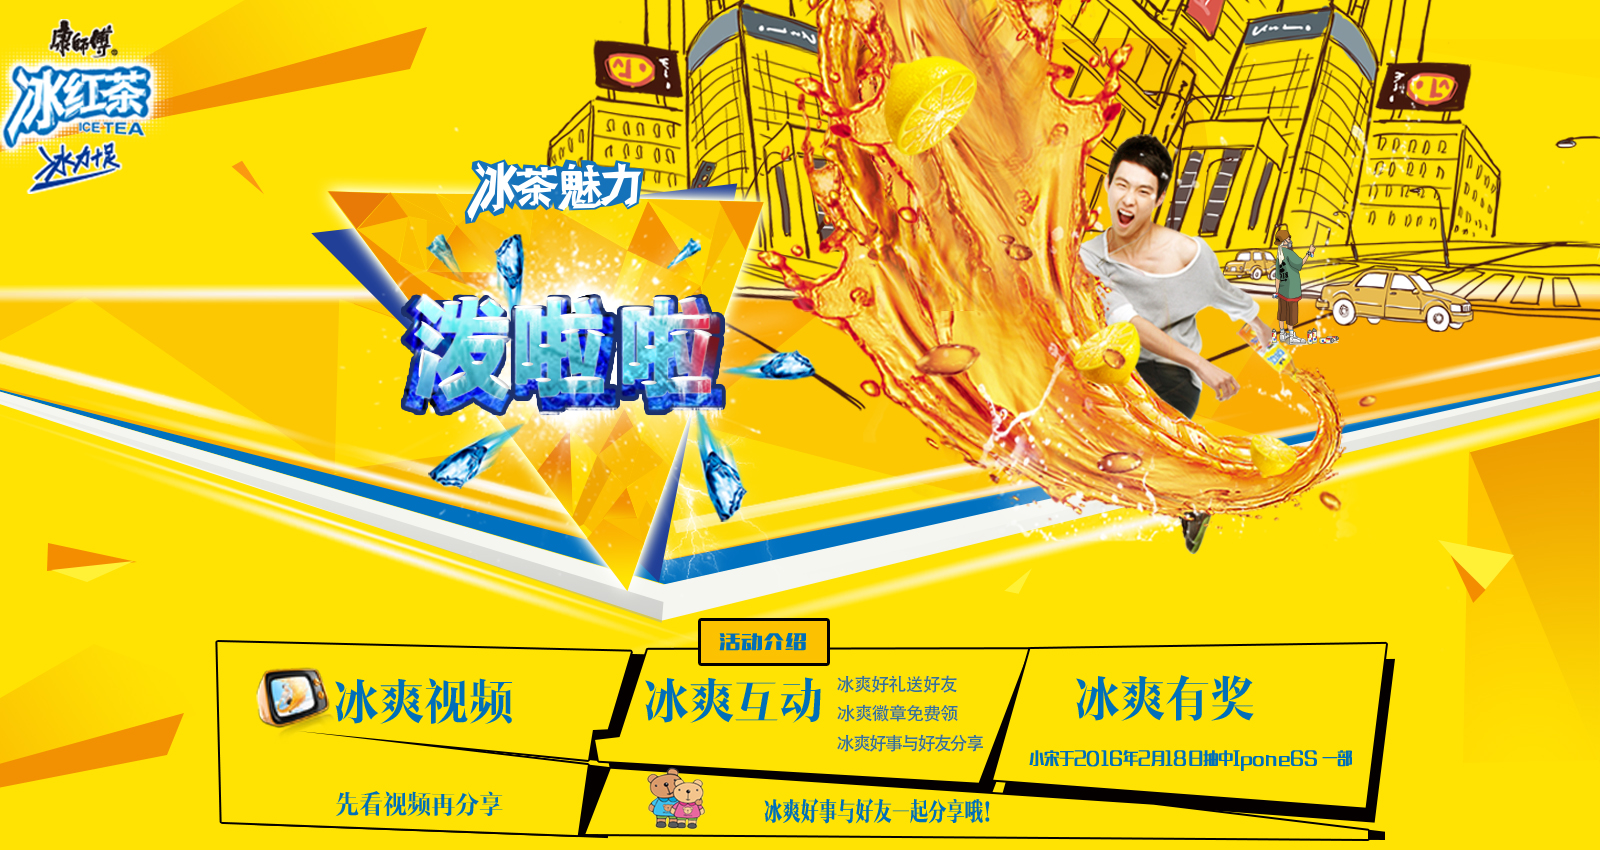 康師傅
冰红茶
ICE TEA
冰力十足
冰茶魅力
泼啦啦
活动介绍
冰爽视频
先看视频再分享
冰爽互动
冰爽好礼送好友
冰爽徽章免费领
冰爽好事与好友分享
冰爽好事与好友一起分享哦!
冰爽有奖
小宋于2016年2月18日抽中Ipone6S 一部